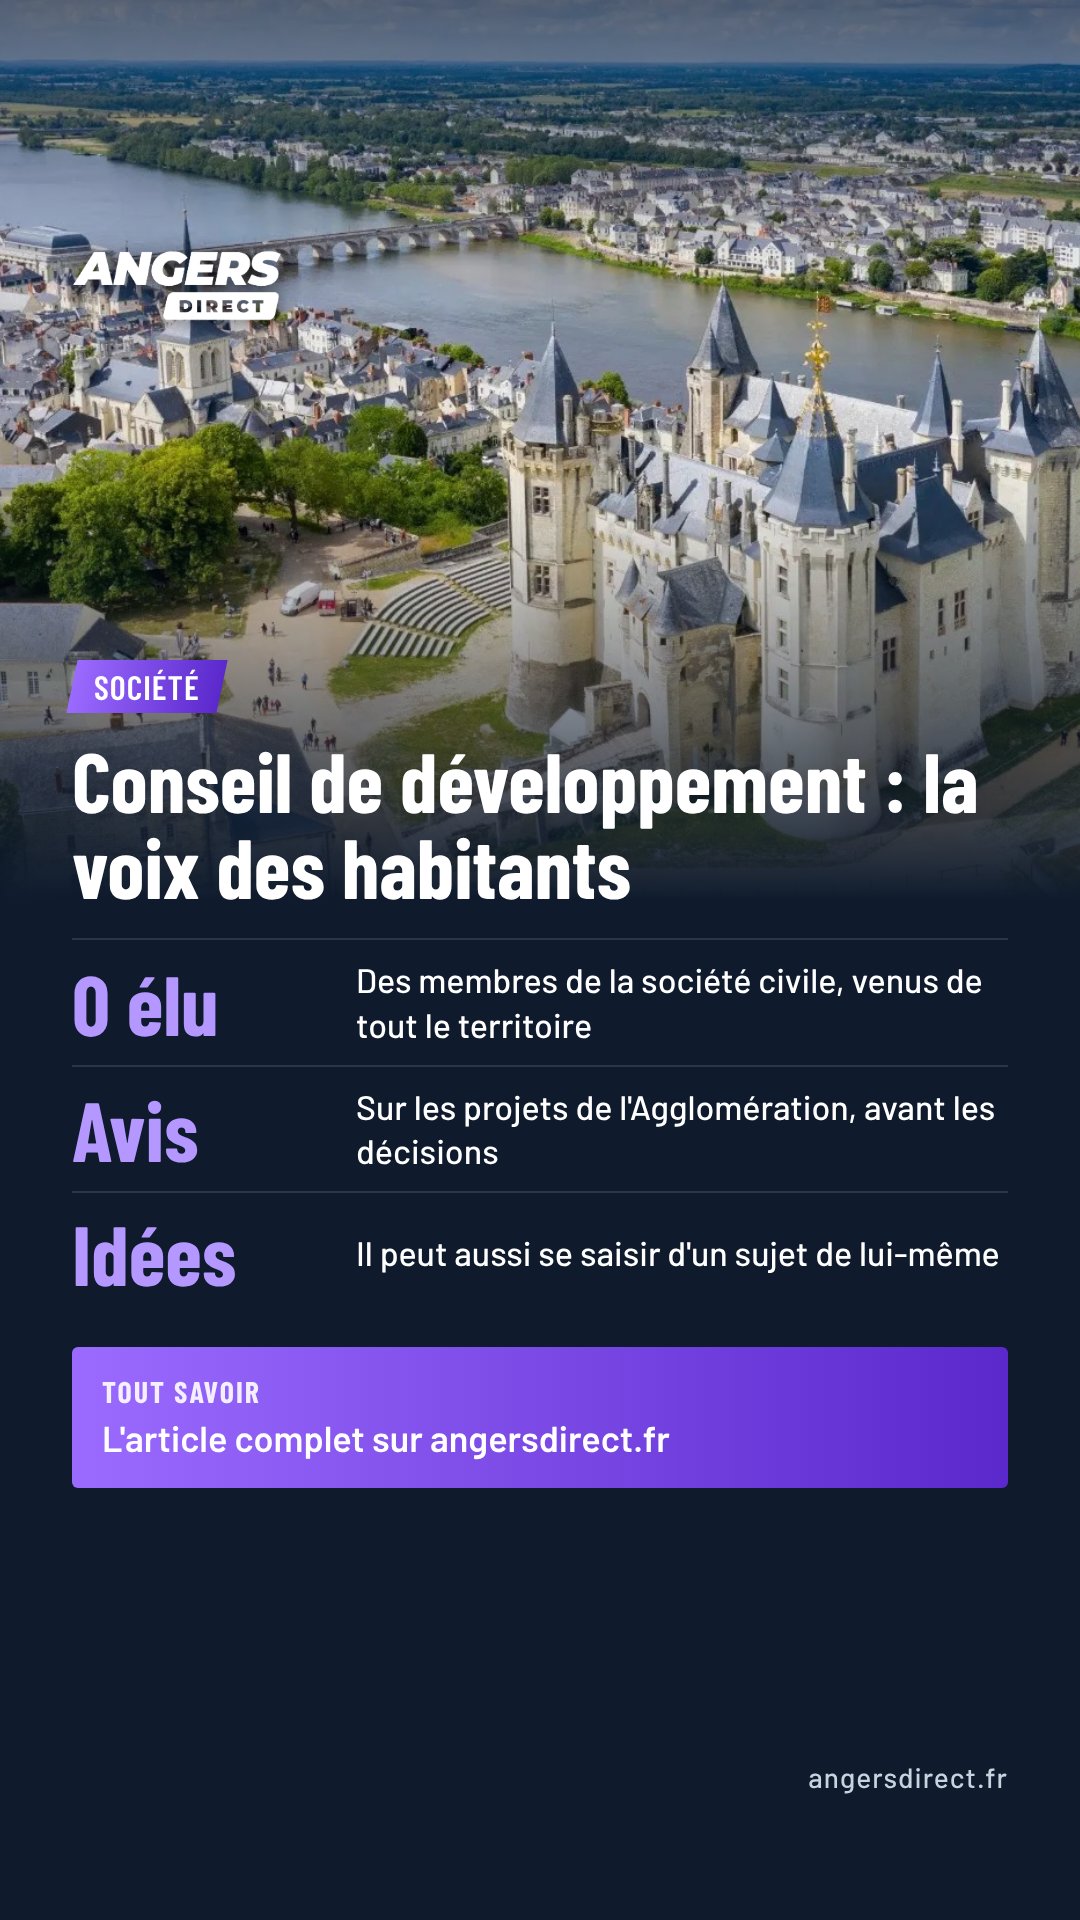 ANGERS
DIRECT
SOCIÉTÉ
Conseil de développement : la
voix des habitants
0 élu
Des membres de la société civile, venus de
tout le territoire
Avis
Sur les projets de l'Agglomération, avant les
décisions
Idées
Il peut aussi se saisir d'un sujet de lui-même
TOUT SAVOIR
L'article complet sur angersdirect.fr
angersdirect.fr